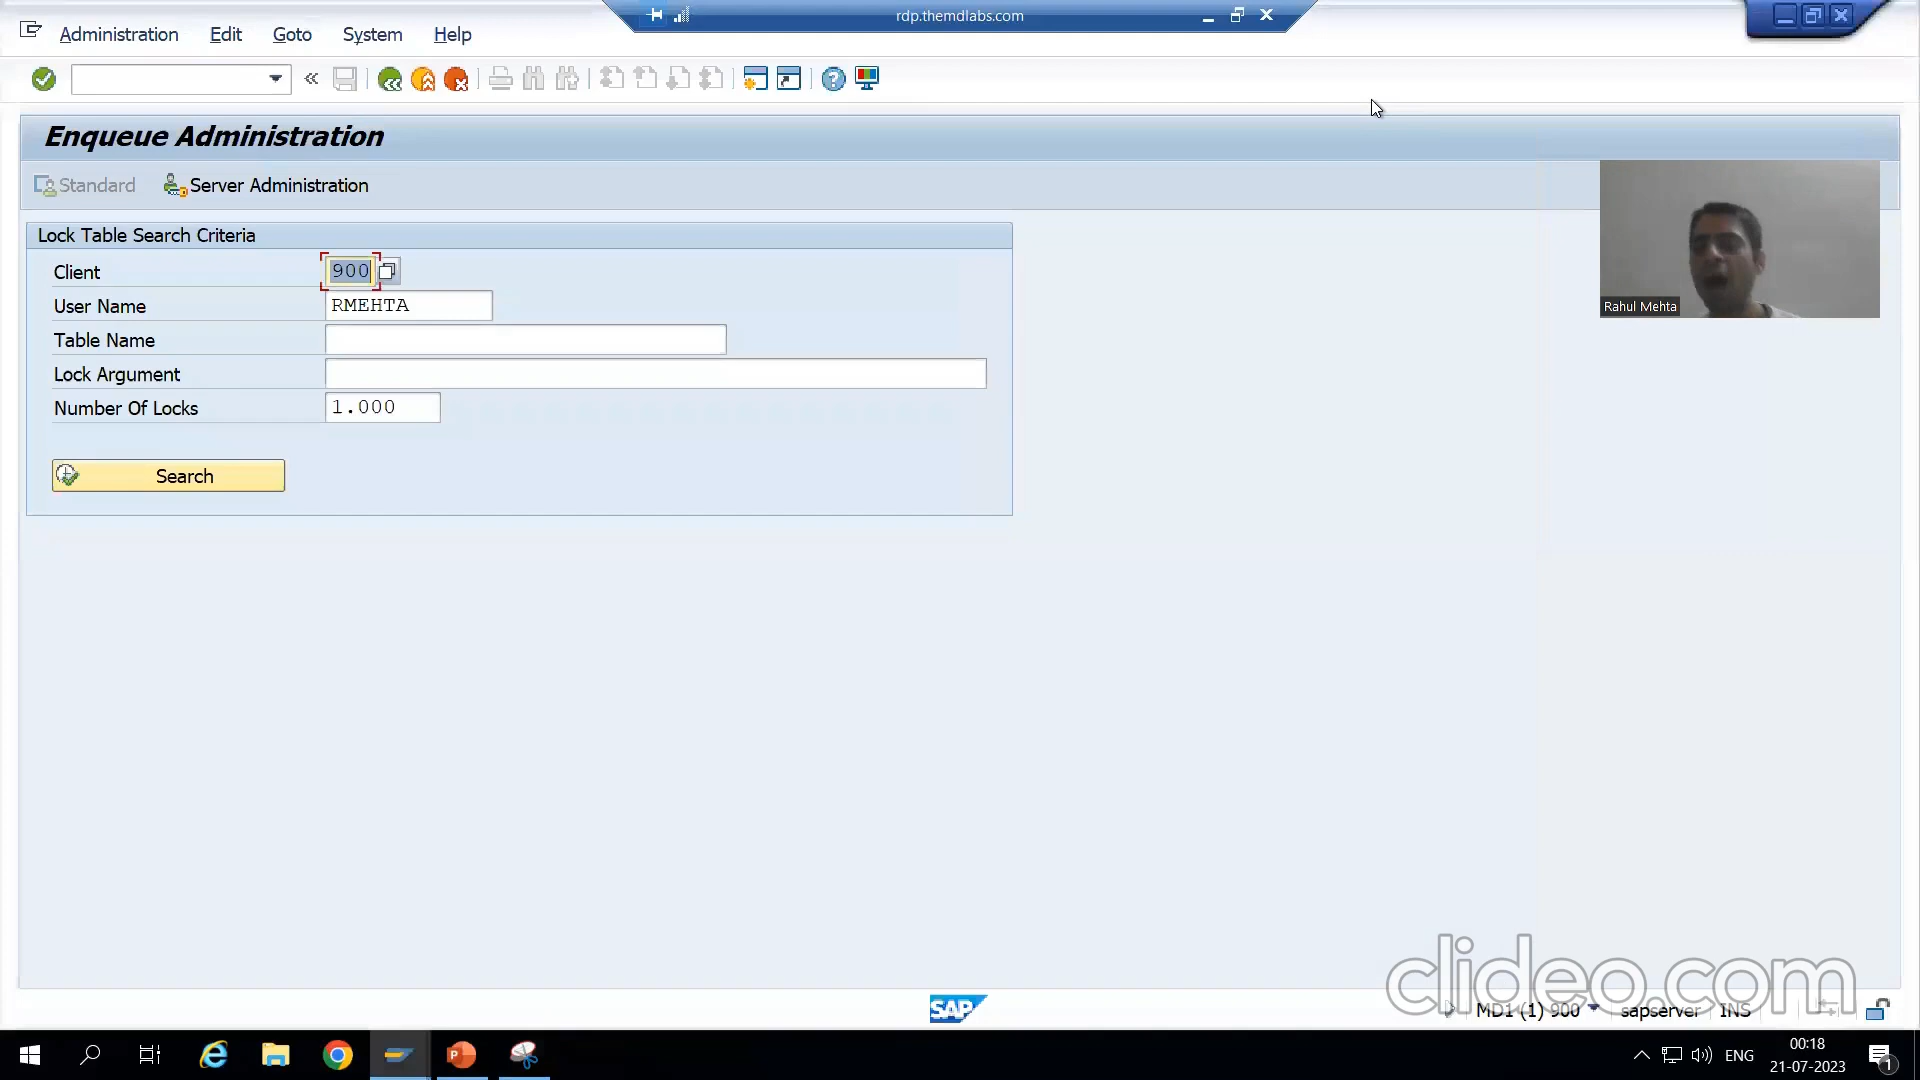 rdp.themdlabs.com
Administration Edit Goto System Help
Enqueue Administration
Standard Server Administration
Lock Table Search Criteria
Client 900
User Name RMEHTA
Table Name
Lock Argument
Number Of Locks 1.000
Search
Rahul Mehta
clideo.com
SAP
MD1 (1) 900 sapserver INS
ENG
00:18
21-07-2023
1